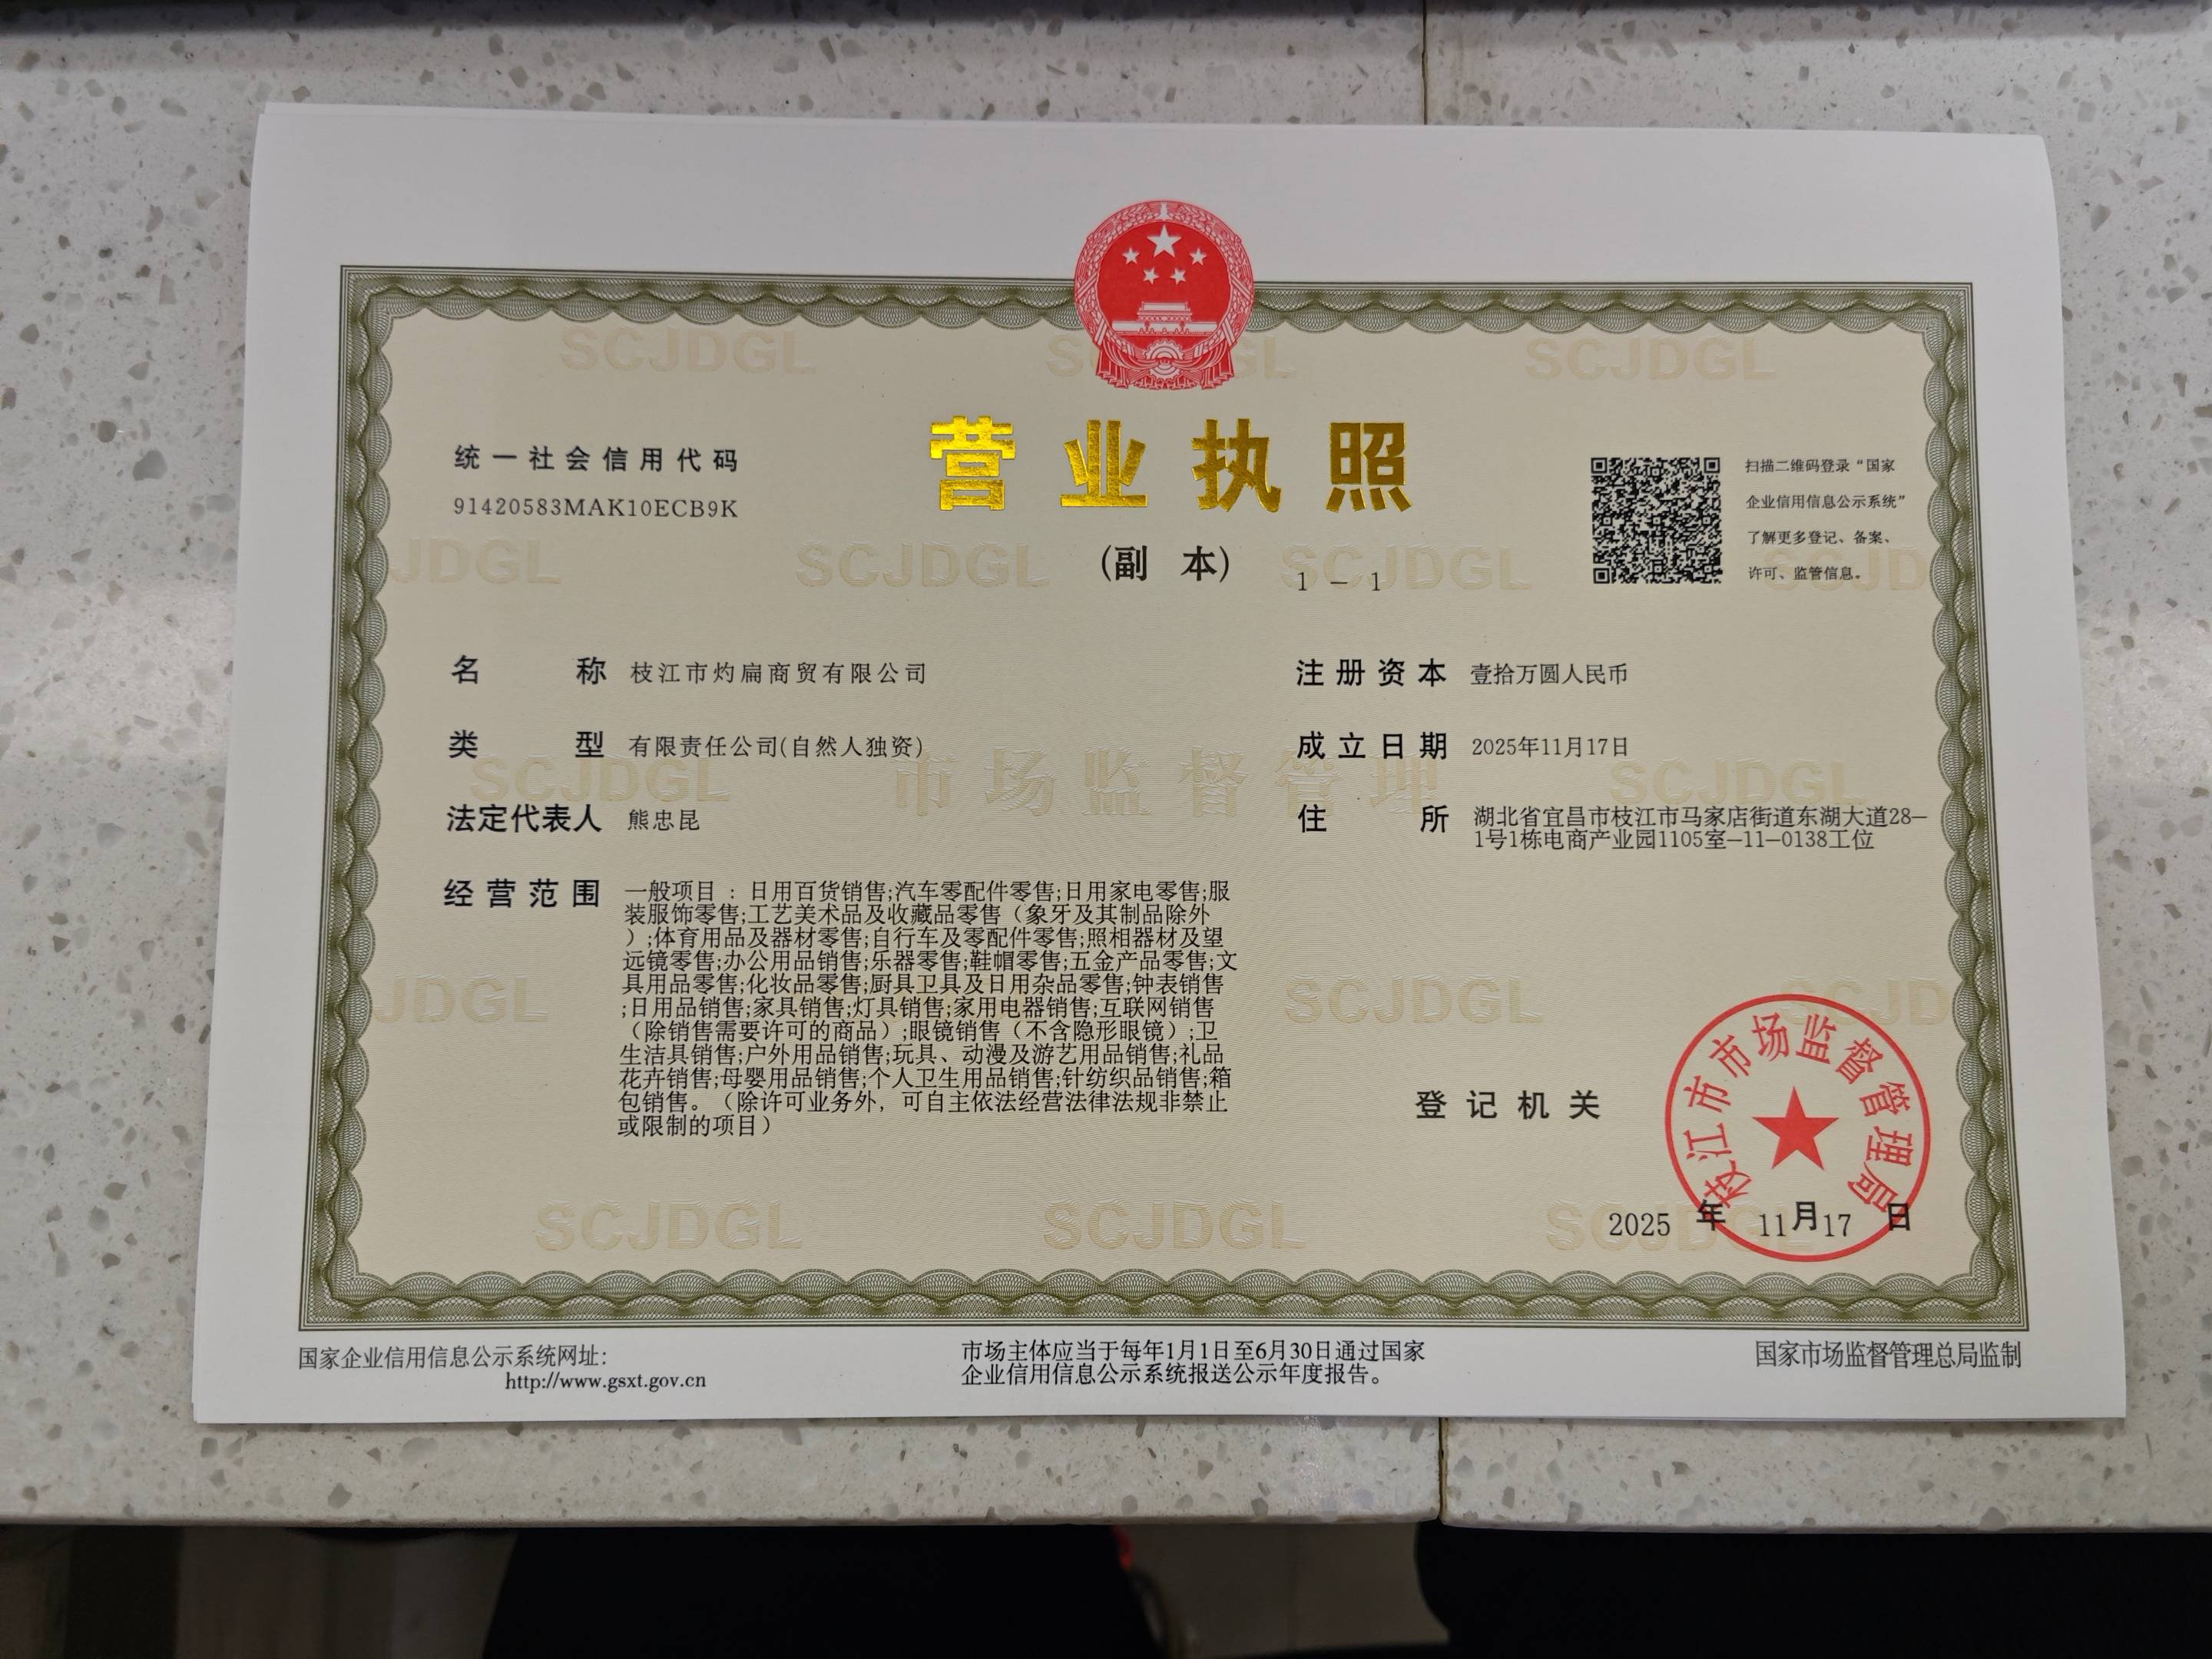 营业执照
(副 本) 1-1
统一社会信用代码
91420583MAK10ECB9K
扫描二维码登录“国家
企业信用信息公示系统”
了解更多登记、备案、
许可、监管信息。
名称 枝江市灼扁商贸有限公司
类型 有限责任公司(自然人独资)
法定代表人 熊忠昆
经营范围 一般项目：日用百货销售;汽车零配件零售;日用家电零售;服
装服饰零售;工艺美术品及收藏品零售（象牙及其制品除外
）;体育用品及器材零售;自行车及零配件零售;照相器材及望
远镜零售;办公用品销售;乐器零售;鞋帽零售;五金产品零售;文
具用品零售;化妆品零售;厨具卫具及日用杂品零售;钟表销售
;日用品销售;家具销售;灯具销售;家用电器销售;互联网销售
（除销售需要许可的商品）;眼镜销售（不含隐形眼镜）;卫
生洁具销售;户外用品销售;玩具、动漫及游艺用品销售;礼品
花卉销售;母婴用品销售;个人卫生用品销售;针纺织品销售;箱
包销售。（除许可业务外，可自主依法经营法律法规非禁止
或限制的项目）
注册资本 壹拾万圆人民币
成立日期 2025年11月17日
住所 湖北省宜昌市枝江市马家店街道东湖大道28-
1号1栋电商产业园1105室-11-0138工位
登记机关
枝江市市场监督管理局
2025 年 11月17 日
国家企业信用信息公示系统网址:
http://www.gsxt.gov.cn
市场主体应当于每年1月1日至6月30日通过国家
企业信用信息公示系统报送公示年度报告。
国家市场监督管理总局监制
SCJDGL
市场监督管理